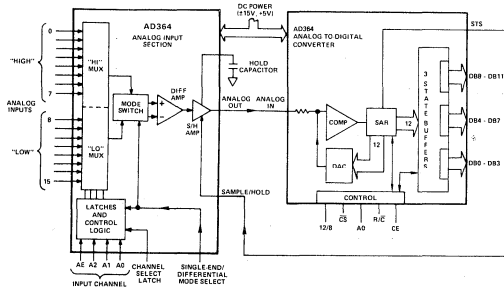 AD364
ANALOG INPUT
SECTION
DC POWER
(±15V, +5V)
AD364
ANALOG TO DIGITAL
CONVERTER
STS
0
"HIGH"
7
ANALOG
INPUTS
8
"LOW"
15
"HI"
MUX
"LO"
MUX
MODE
SWITCH
DIFF
AMP
S/H
AMP
HOLD
CAPACITOR
ANALOG
OUT
ANALOG
IN
COMP
SAR
12
12
DAC
3
STATE
BUFFERS
DB8 - DB11
DB4 - DB7
DB0 - DB3
CONTROL
12/8
CS
A0
R/C
CE
SAMPLE/HOLD
LATCHES
AND
CONTROL
LOGIC
AE A2 A1 A0
INPUT CHANNEL
CHANNEL
SELECT
LATCH
SINGLE-END/
DIFFERENTIAL
MODE SELECT